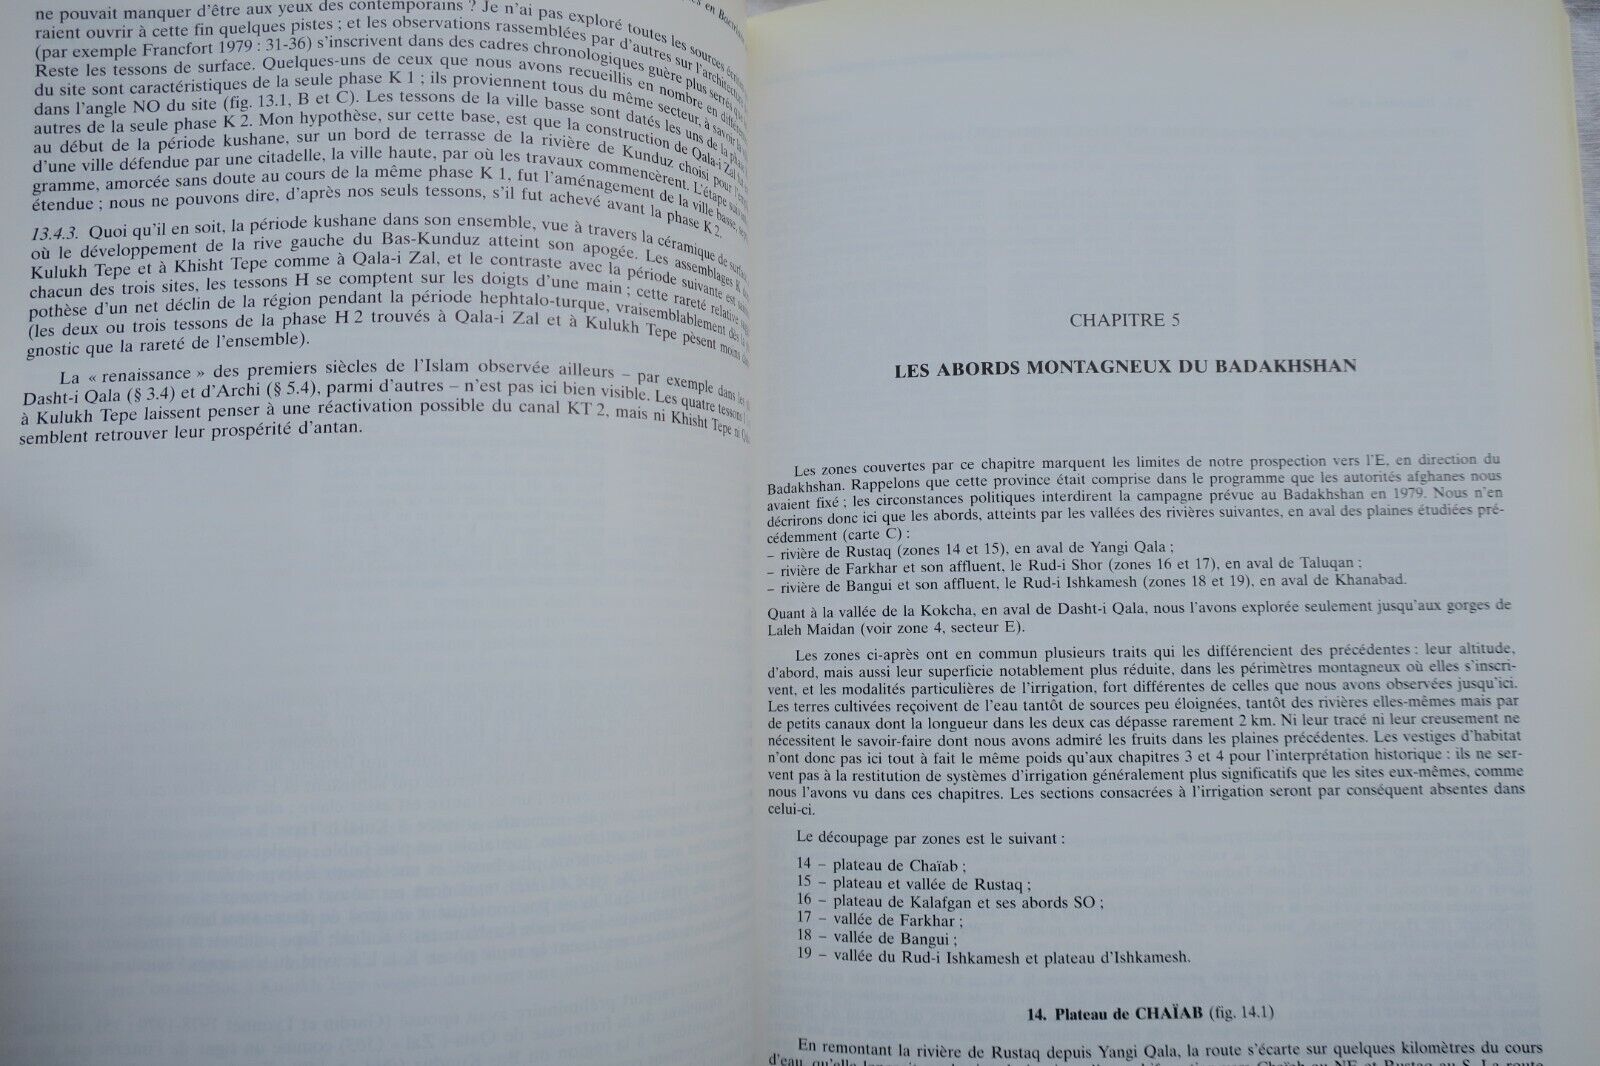 es en Bactri
ne pouvait manquer d'être aux yeux des contemporains ? Je n'ai pas exploré toutes les sources écrites
raient ouvrir à cette fin quelques pistes ; et les observations rassemblées par d'autres sur l'architecture
(par exemple Francfort 1979 : 31-36) s'inscrivent dans des cadres chronologiques guère plus serrés
Reste les tessons de surface. Quelques-uns de ceux que nous avons recueillis en nombre en
du site sont caractéristiques de la seule phase K 1 ; ils proviennent tous du même secteur, à savoir
dans l'angle NO du site (fig. 13.1, B et C). Les tessons de la ville basse sont datés les uns de la phase
autres de la seule phase K 2. Mon hypothèse, sur cette base, est que la construction de Qala-i Zal
au début de la période kushane, sur un bord de terrasse de la rivière de Kunduz choisi pour
d'une ville défendue par une citadelle, la ville haute, par où les travaux commencèrent. L'étape
gramme, amorcée sans doute au cours de la même phase K 1, fut l'aménagement de la ville basse,
étendue ; nous ne pouvons dire, d'après nos seuls tessons, s'il fut achevé avant la phase K 2.
13.4.3. Quoi qu'il en soit, la période kushane dans son ensemble, vue à travers la céramique de surface
où le développement de la rive gauche du Bas-Kunduz atteint son apogée. Les assemblages K
Kulukh Tepe et à Khisht Tepe comme à Qala-i Zal, et le contraste avec la période suivante est
chacun des trois sites, les tessons H se comptent sur les doigts d'une main ; cette rareté relative
pothèse d'un net déclin de la région pendant la période hephtalo-turque, vraisemblablement dès la
(les deux ou trois tessons de la phase H 2 trouvés à Qala-i Zal et à Kulukh Tepe pèsent moins
gnostic que la rareté de l'ensemble).
La « renaissance » des premiers siècles de l'Islam observée ailleurs – par exemple dans les
Dasht-i Qala (§ 3.4) et d'Archi (§ 5.4), parmi d'autres – n'est pas ici bien visible. Les quatre tessons
à Kulukh Tepe laissent penser à une réactivation possible du canal KT 2, mais ni Khisht Tepe ni
semblent retrouver leur prospérité d'antan.
CHAPITRE 5
LES ABORDS MONTAGNEUX DU BADAKHSHAN
Les zones couvertes par ce chapitre marquent les limites de notre prospection vers l'E, en direction du
Badakhshan. Rappelons que cette province était comprise dans le programme que les autorités afghanes nous
avaient fixé ; les circonstances politiques interdirent la campagne prévue au Badakhshan en 1979. Nous n'en
décrirons donc ici que les abords, atteints par les vallées des rivières suivantes, en aval des plaines étudiées pré-
cédemment (carte C) :
– rivière de Rustaq (zones 14 et 15), en aval de Yangi Qala ;
– rivière de Farkhar et son affluent, le Rud-i Shor (zones 16 et 17), en aval de Taluqan ;
– rivière de Bangui et son affluent, le Rud-i Ishkamesh (zones 18 et 19), en aval de Khanabad.
Quant à la vallée de la Kokcha, en aval de Dasht-i Qala, nous l'avons explorée seulement jusqu'aux gorges de
Laleh Maidan (voir zone 4, secteur E).
Les zones ci-après ont en commun plusieurs traits qui les différencient des précédentes : leur altitude,
d'abord, mais aussi leur superficie notablement plus réduite, dans les périmètres montagneux où elles s'inscri-
vent, et les modalités particulières de l'irrigation, fort différentes de celles que nous avons observées jusqu'ici.
Les terres cultivées reçoivent de l'eau tantôt de sources peu éloignées, tantôt des rivières elles-mêmes mais par
de petits canaux dont la longueur dans les deux cas dépasse rarement 2 km. Ni leur tracé ni leur creusement ne
nécessitent le savoir-faire dont nous avons admiré les fruits dans les plaines précédentes. Les vestiges d'habitat
n'ont donc pas ici tout à fait le même poids qu'aux chapitres 3 et 4 pour l'interprétation historique : ils ne ser-
vent pas à la restitution de systèmes d'irrigation généralement plus significatifs que les sites eux-mêmes, comme
nous l'avons vu dans ces chapitres. Les sections consacrées à l'irrigation seront par conséquent absentes dans
celui-ci.
Le découpage par zones est le suivant :
14 – plateau de Chaïab ;
15 – plateau et vallée de Rustaq ;
16 – plateau de Kalafgan et ses abords SO ;
17 – vallée de Farkhar ;
18 – vallée de Bangui ;
19 – vallée du Rud-i Ishkamesh et plateau d'Ishkamesh.
14. Plateau de CHAÏAB (fig. 14.1)
En remontant la rivière de Rustaq depuis Yangi Qala, la route s'écarte sur quelques kilomètres du cours
d'eau, qu'elle